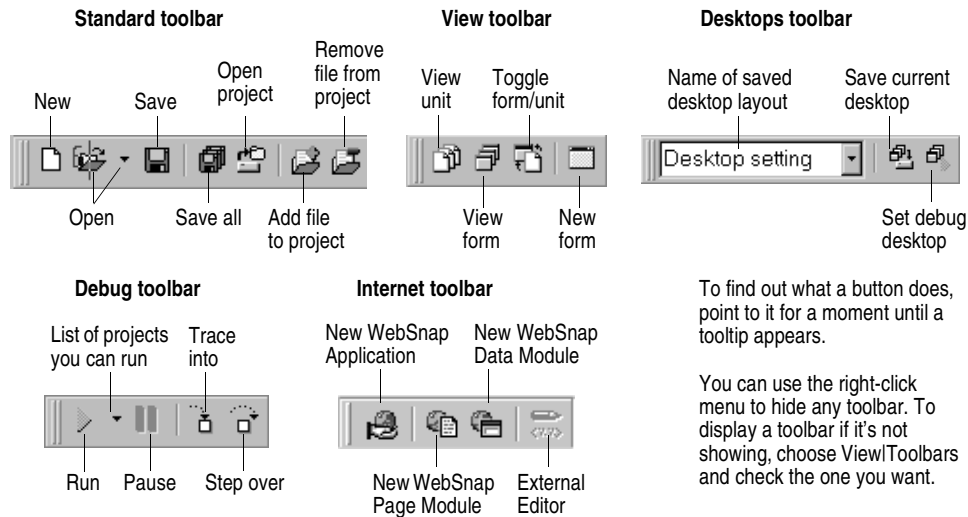 Standard toolbar
View toolbar
Desktops toolbar
New
Save
Open
project
Remove
file from
project
View
unit
Toggle
form/unit
Name of saved
desktop layout
Save current
desktop
Desktop setting
Open
Save all
Add file
to project
View
form
New
form
Set debug
desktop
Debug toolbar
Internet toolbar
List of projects
you can run
Trace
into
New WebSnap
Application
New WebSnap
Data Module
Run
Pause
Step over
New WebSnap
Page Module
External
Editor
To find out what a button does,
point to it for a moment until a
tooltip appears.
You can use the right-click
menu to hide any toolbar. To
display a toolbar if it's not
showing, choose View|Toolbars
and check the one you want.